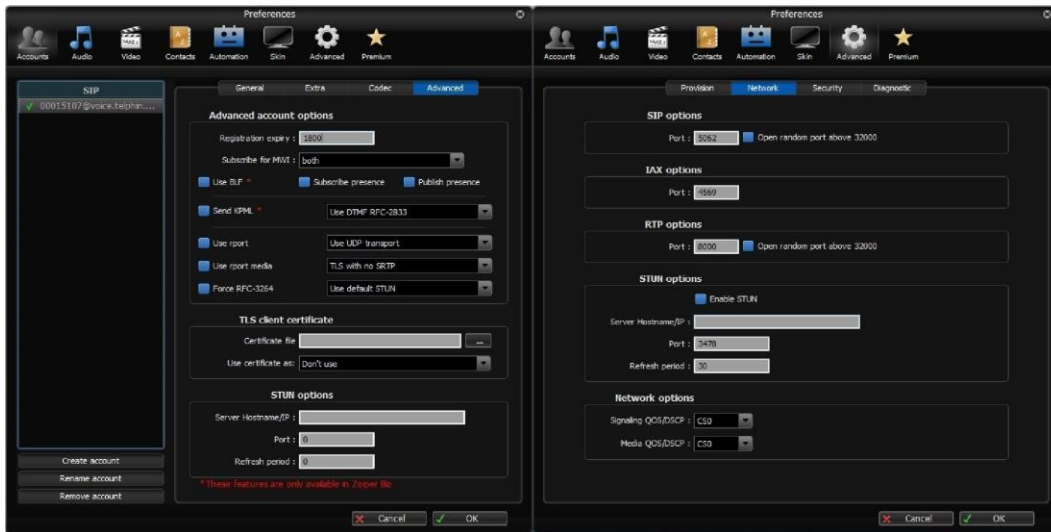 Preferences
Accounts Audio Video Contacts Automation Skin Advanced Premium
SIP
00015107@voice.telphin....
Create account
Rename account
Remove account
General Extra Codec Advanced
Advanced account options
Registration expiry : 1800
Subscribe for MWI : both
Use BLF * Subscribe presence Publish presence
Send KPML * Use DTMF RFC-2833
Use rport Use UDP transport
Use rport media TLS with no SRTP
Force RFC-3264 Use default STUN
TLS client certificate
Certificate file ...
Use certificate as: Don't use
STUN options
Server Hostname/IP :
Port : 0
Refresh period : 0
* These features are only available in Zoiper Biz
Cancel OK
Preferences
Accounts Audio Video Contacts Automation Skin Advanced Premium
Provision Network Security Diagnostic
SIP options
Port : 5062 Open random port above 32000
IAX options
Port : 4569
RTP options
Port : 8000 Open random port above 32000
STUN options
Enable STUN
Server Hostname/IP :
Port : 3478
Refresh period : 30
Network options
Signaling QOS/DSCP : CS0
Media QOS/DSCP : CS0
Cancel OK